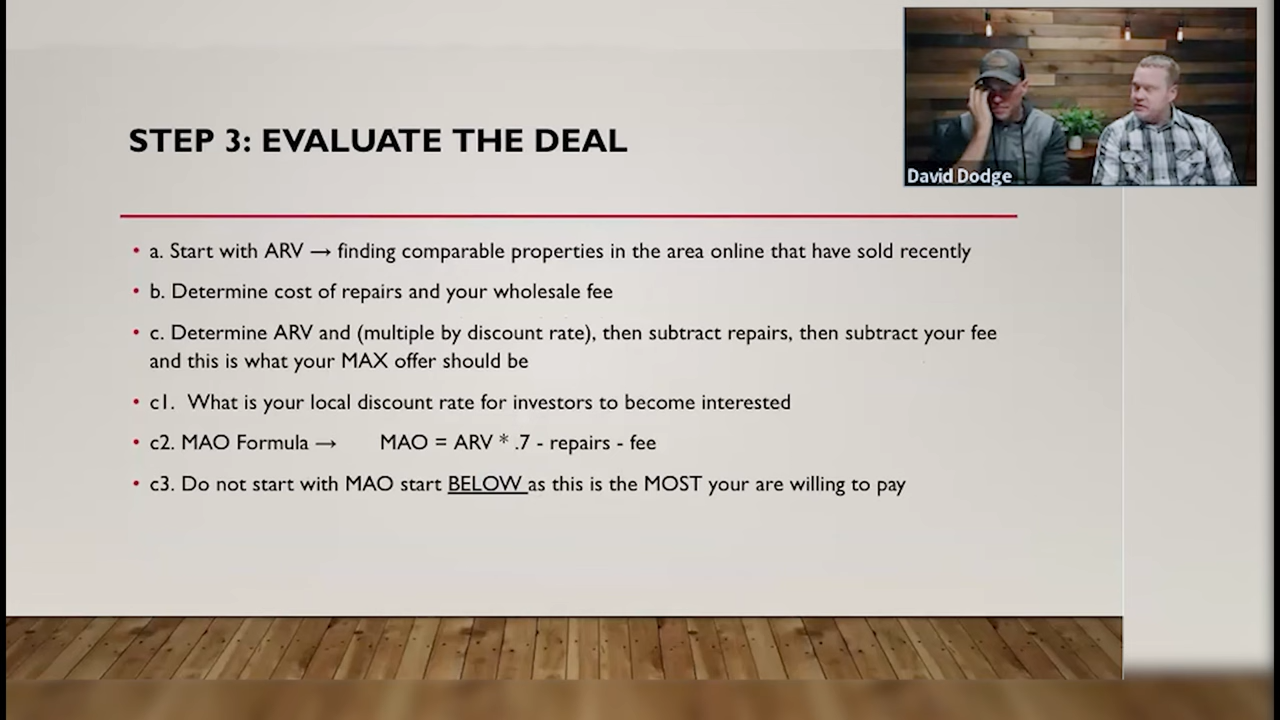 STEP 3: EVALUATE THE DEAL
David Dodge
• a. Start with ARV → finding comparable properties in the area online that have sold recently
• b. Determine cost of repairs and your wholesale fee
• c. Determine ARV and (multiple by discount rate), then subtract repairs, then subtract your fee
and this is what your MAX offer should be
• c1. What is your local discount rate for investors to become interested
• c2. MAO Formula → MAO = ARV * .7 - repairs - fee
• c3. Do not start with MAO start BELOW as this is the MOST your are willing to pay